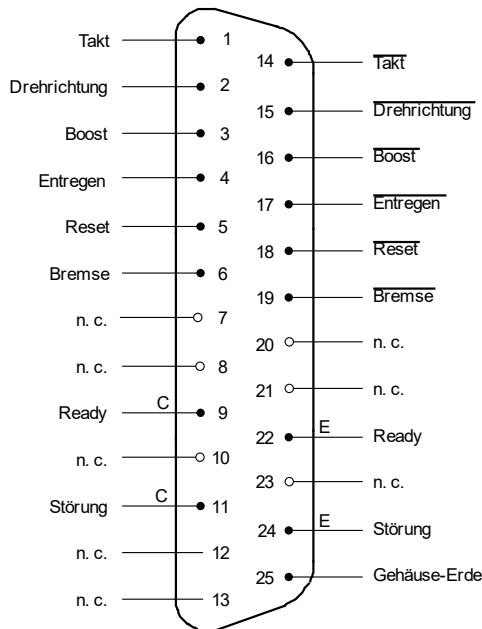 Takt 1
14 Takt
Drehrichtung 2
15 Drehrichtung
Boost 3
16 Boost
Entregen 4
17 Entregen
Reset 5
18 Reset
Bremse 6
19 Bremse
n. c. 7
20 n. c.
n. c. 8
21 n. c.
Ready C 9
22 E Ready
n. c. 10
23 n. c.
Störung C 11
24 E Störung
n. c. 12
25 Gehäuse-Erde
n. c. 13